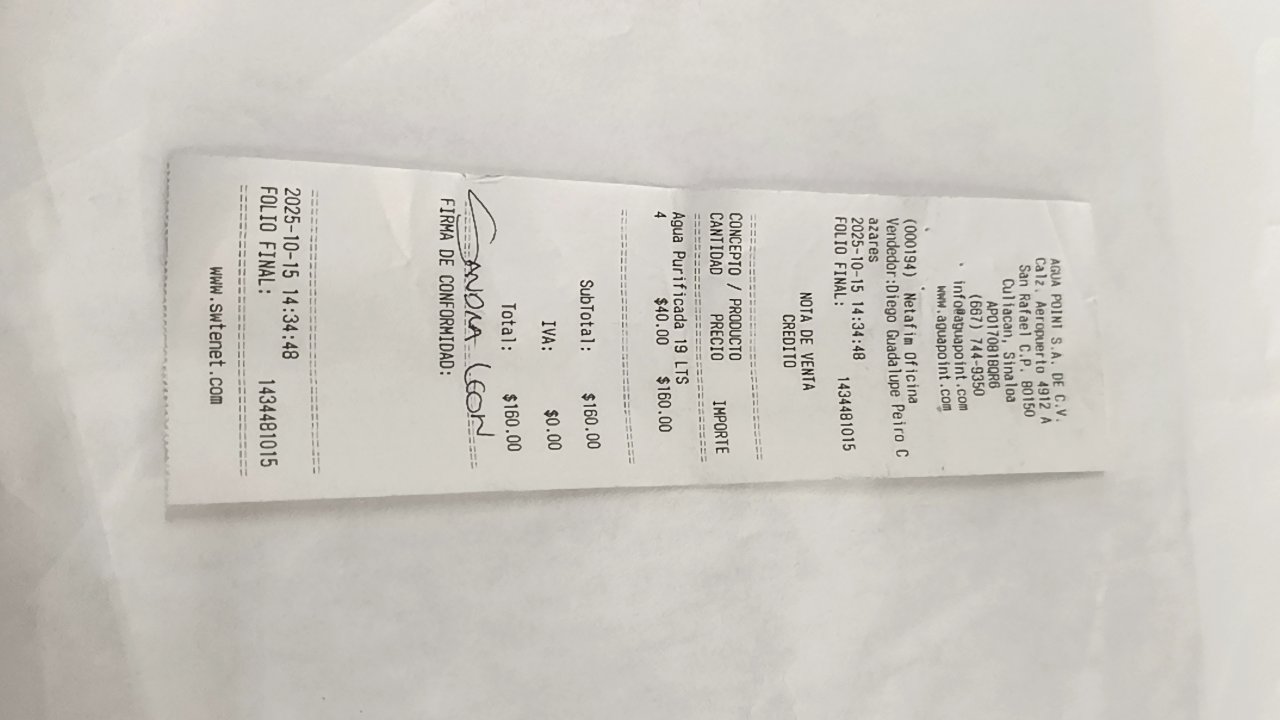 AGUA POINT S.A. DE C.V.
Calz. Aeropuerto 4912 A
San Rafael C.P. 80150
Culiacan, Sinaloa
APO170818QR6
(667) 744-9350
info@aguapoint.com
www.aguapoint.com
(000194) Netafim Oficina
Vendedor:Diego Guadalupe Peiro C
azares
2025-10-15 14:34:48
FOLIO FINAL: 1434481015
NOTA DE VENTA
CREDITO
CONCEPTO / PRODUCTO
CANTIDAD PRECIO IMPORTE
Agua Purificada 19 LTS
4 $40.00 $160.00
SubTotal: $160.00
IVA: $0.00
Total: $160.00
SANDRA LEON
FIRMA DE CONFORMIDAD:
2025-10-15 14:34:48
FOLIO FINAL: 1434481015
www.swtenet.com